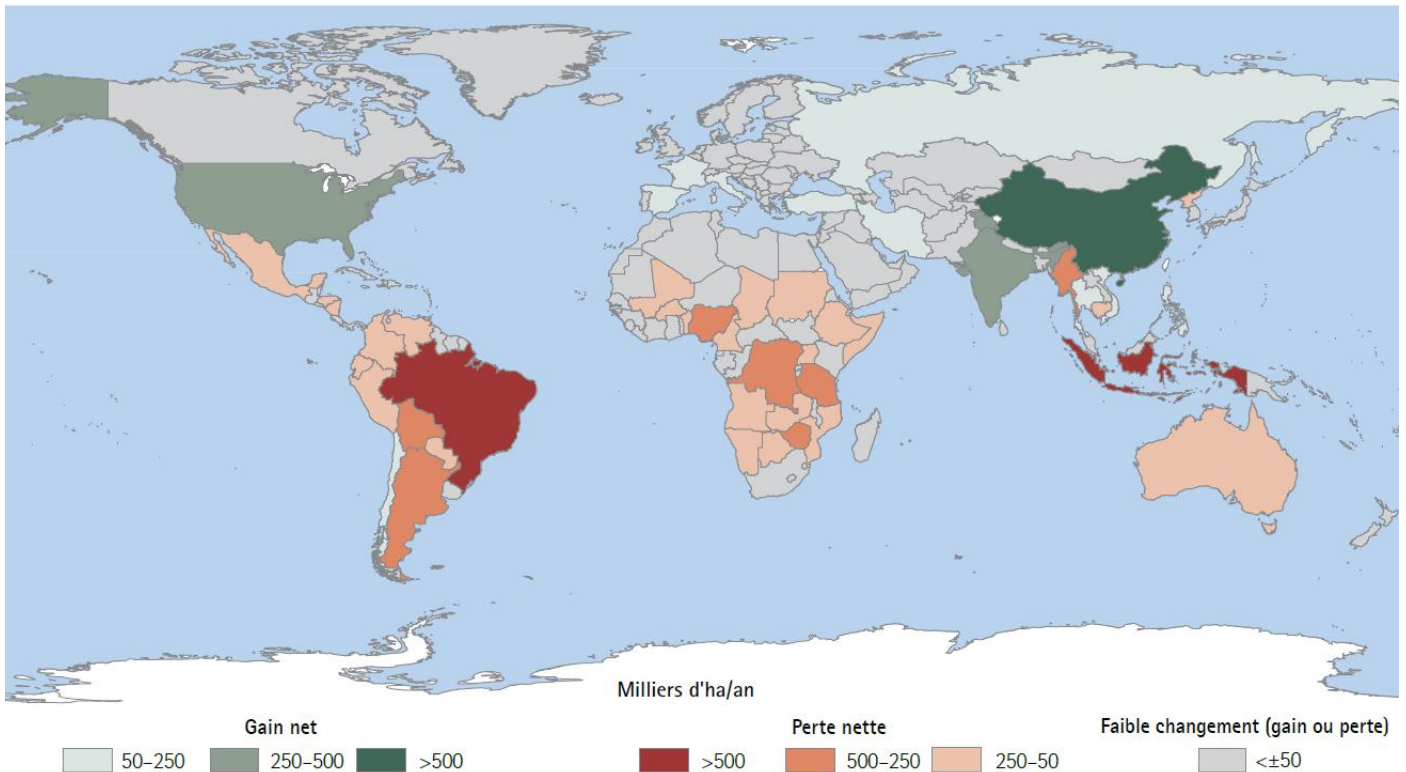 Milliers d'ha/an
Gain net
Perte nette
Faible changement (gain ou perte)
50–250
250–500
>500
>500
500–250
250–50
<±50